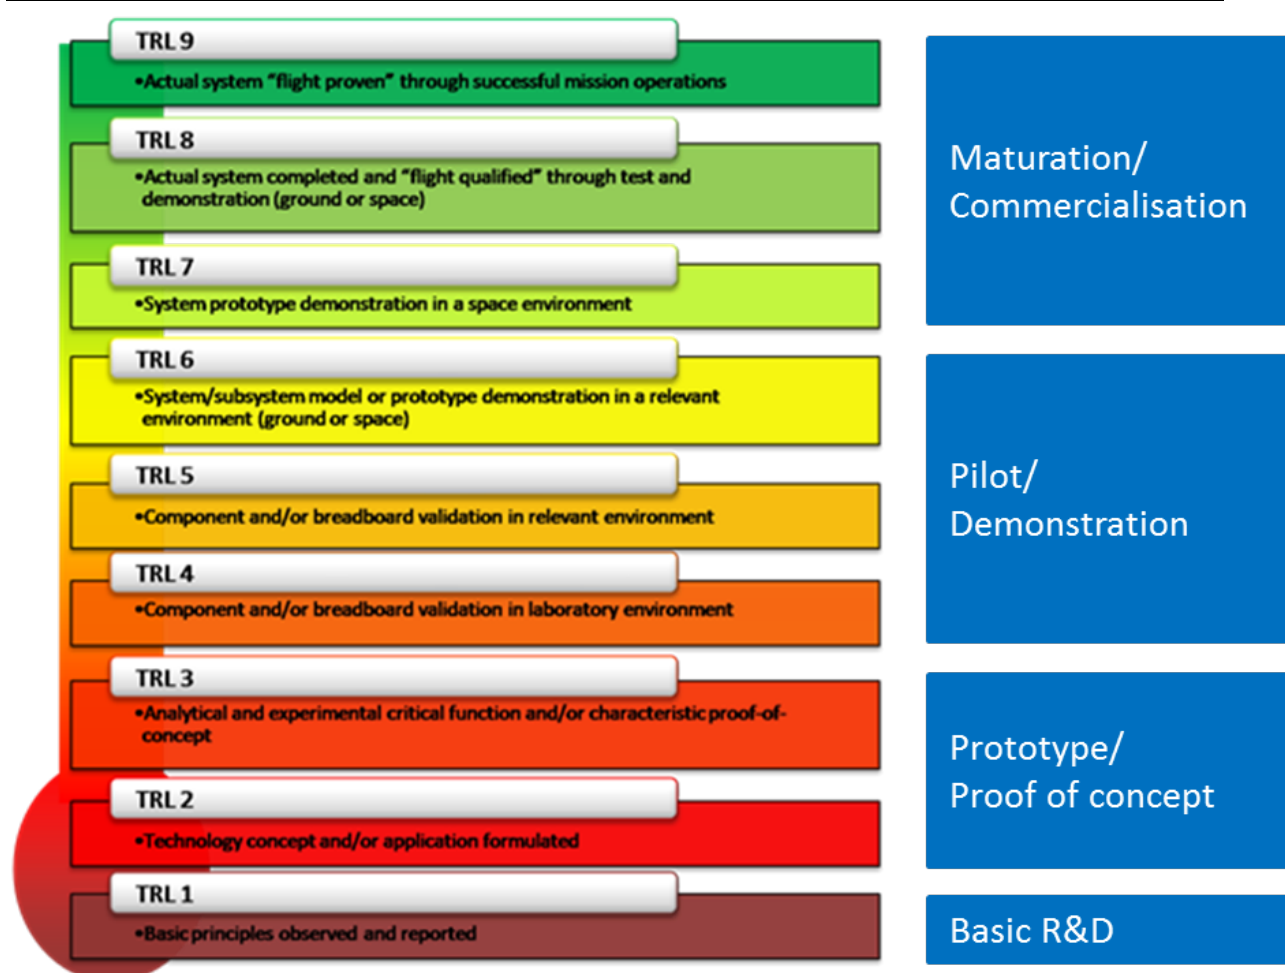 TRL 9
•Actual system “flight proven” through successful mission operations
TRL 8
•Actual system completed and “flight qualified” through test and
demonstration (ground or space)
TRL 7
•System prototype demonstration in a space environment
TRL 6
•System/subsystem model or prototype demonstration in a relevant
environment (ground or space)
TRL 5
•Component and/or breadboard validation in relevant environment
TRL 4
•Component and/or breadboard validation in laboratory environment
TRL 3
•Analytical and experimental critical function and/or characteristic proof-of-
concept
TRL 2
•Technology concept and/or application formulated
TRL 1
•Basic principles observed and reported
Maturation/
Commercialisation
Pilot/
Demonstration
Prototype/
Proof of concept
Basic R&D